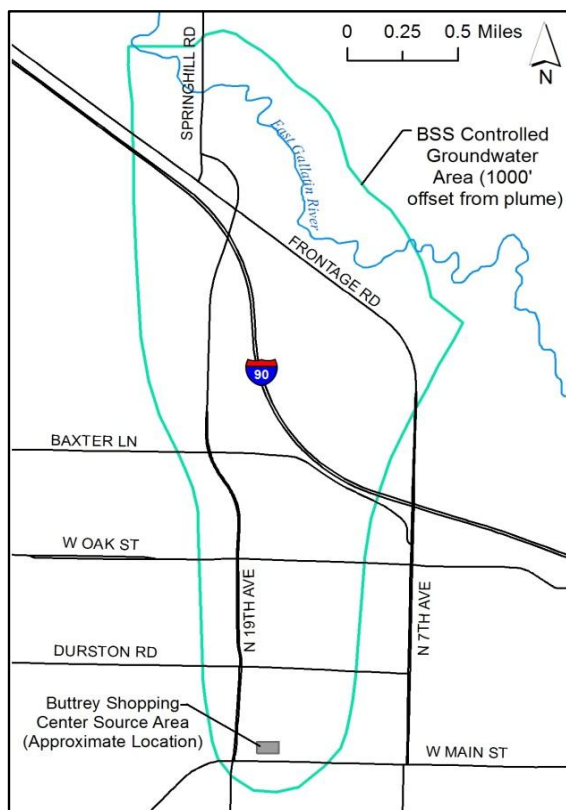 SPRINGHILL RD
0 0.25 0.5 Miles
N
East Gallatin River
BSS Controlled
Groundwater
Area (1000'
offset from plume)
FRONTAGE RD
90
BAXTER LN
W OAK ST
N 19TH AVE
N 7TH AVE
DURSTON RD
Buttrey Shopping
Center Source Area
(Approximate Location)
W MAIN ST